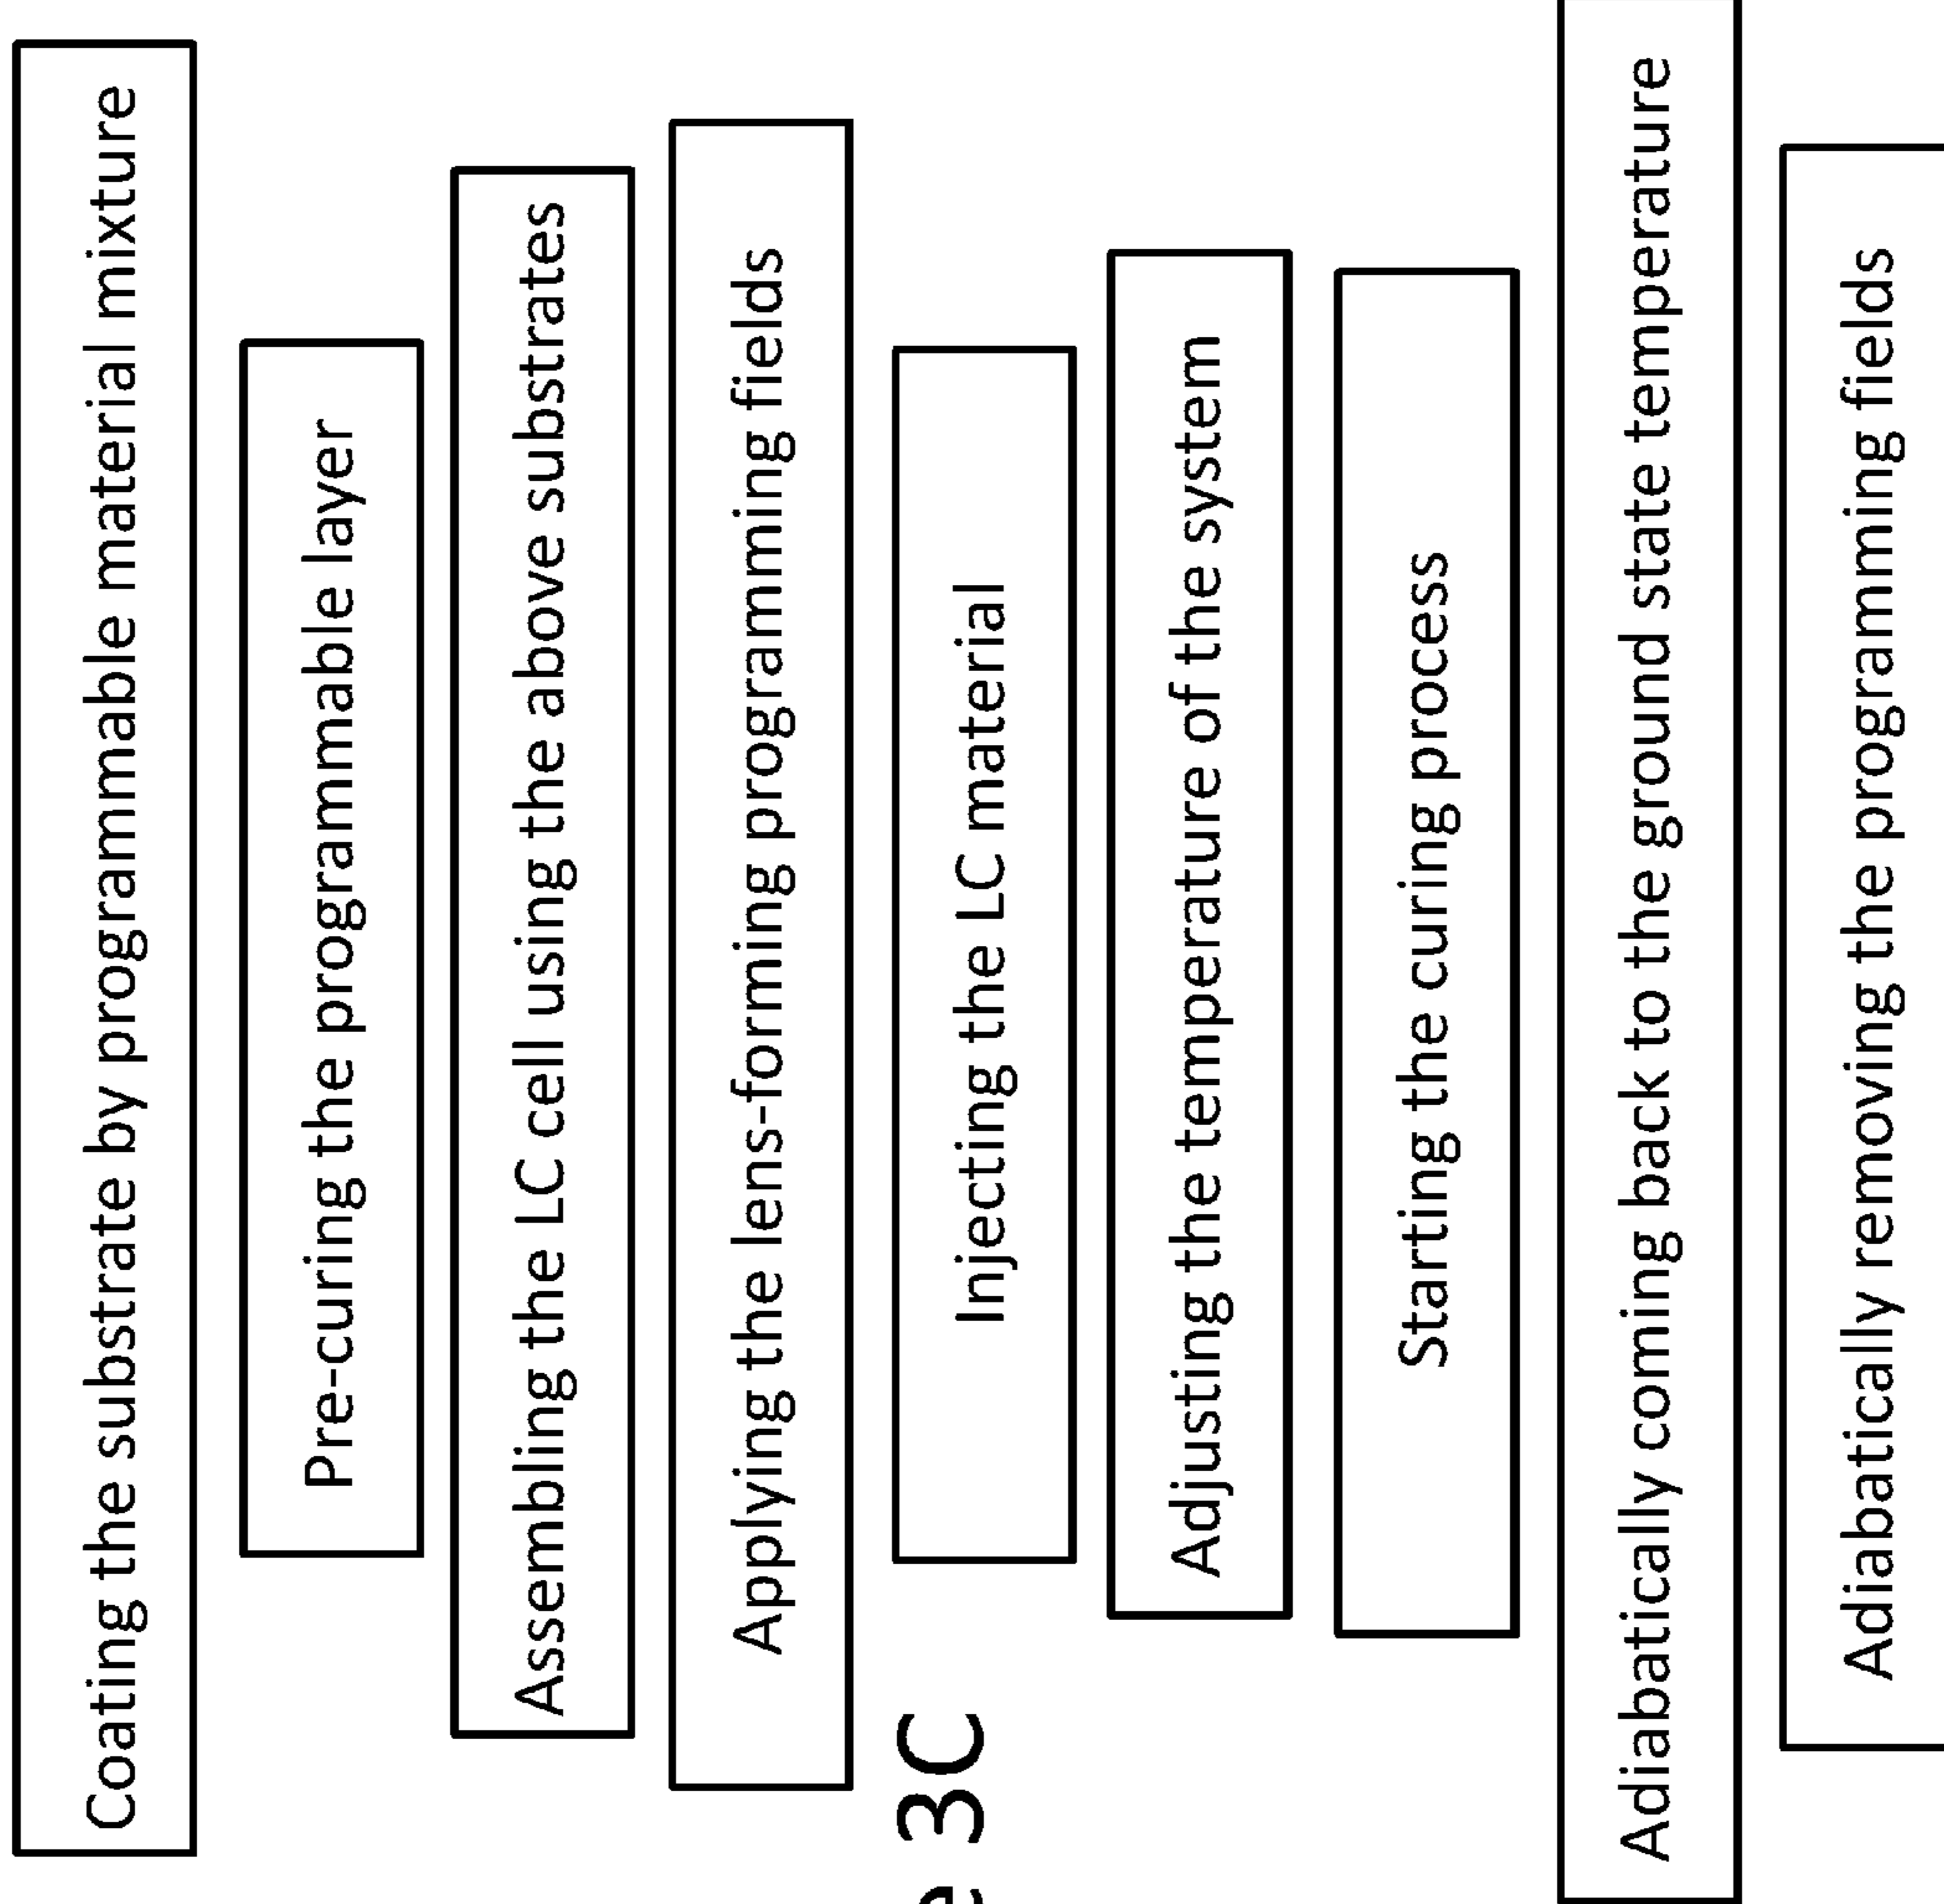 Coating the substrate by programmable material mixture
Pre-curing the programmable layer
Assembling the LC cell using the above substrates
Applying the lens-forming programming fields
Injecting the LC material
Adjusting the temperature of the system
Starting the curing process
Adiabatically coming back to the ground state temperature
Adiabatically removing the programming fields
3C